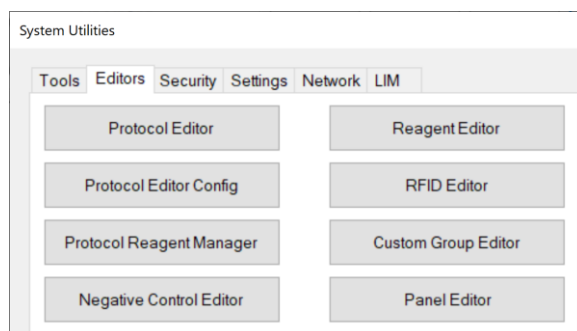 System Utilities
Tools Editors Security Settings Network LIM
Protocol Editor Reagent Editor
Protocol Editor Config RFID Editor
Protocol Reagent Manager Custom Group Editor
Negative Control Editor Panel Editor